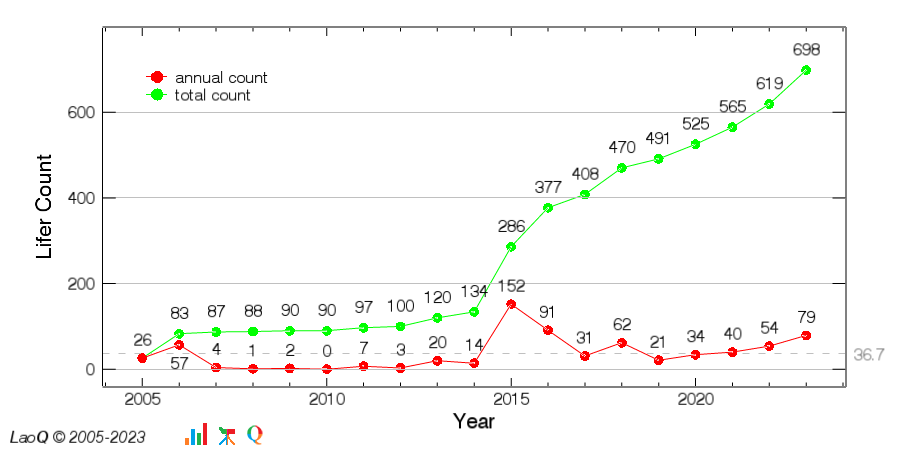 annual count
total count
600
400
200
0
Lifer Count
26 83 87 88 90 90 97 100 120 134 286 377 408 470 491 525 565 619 698
57 4 1 2 0 7 3 20 14 152 91 31 62 21 34 40 54 79
36.7
2005 2010 2015 2020
Year
LaoQ © 2005-2023 Q